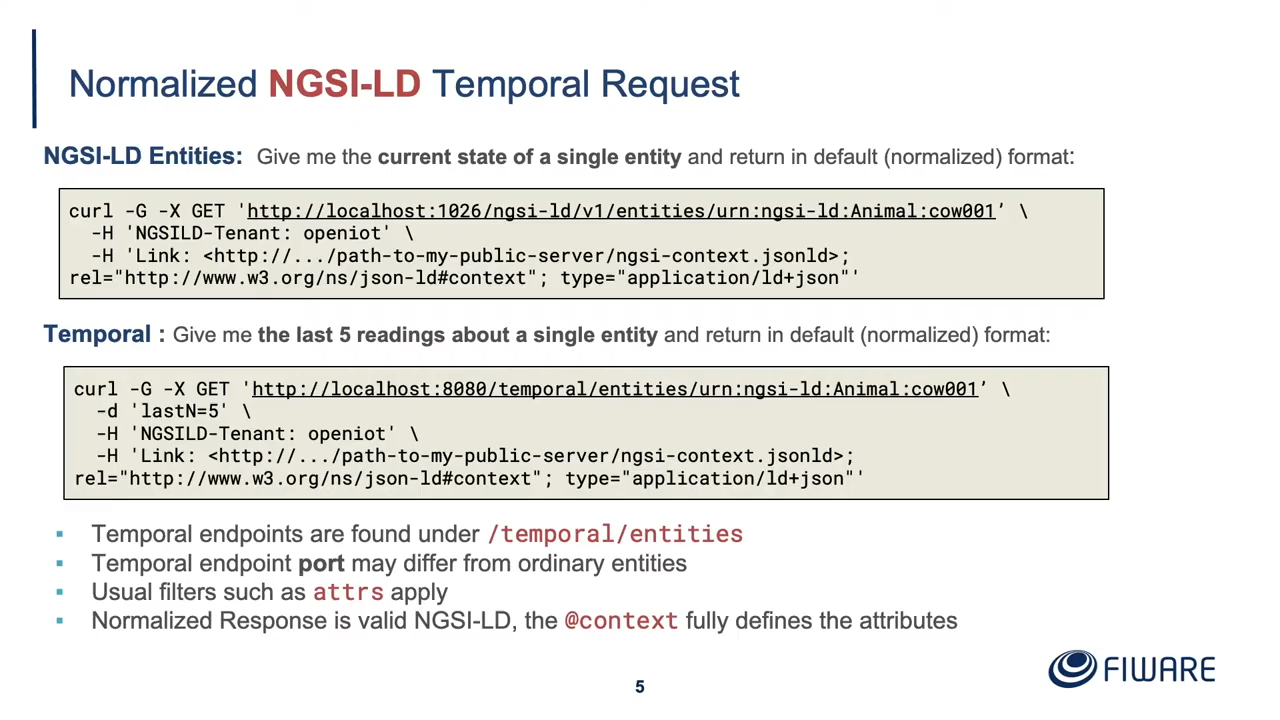 Normalized NGSI-LD Temporal Request
NGSI-LD Entities: Give me the current state of a single entity and return in default (normalized) format:
curl -G -X GET 'http://localhost:1026/ngsi-ld/v1/entities/urn:ngsi-ld:Animal:cow001’ \
-H 'NGSILD-Tenant: openiot' \
-H 'Link: <http://.../path-to-my-public-server/ngsi-context.jsonld>;
rel="http://www.w3.org/ns/json-ld#context"; type="application/ld+json"'
Temporal : Give me the last 5 readings about a single entity and return in default (normalized) format:
curl -G -X GET 'http://localhost:8080/temporal/entities/urn:ngsi-ld:Animal:cow001’ \
-d 'lastN=5' \
-H 'NGSILD-Tenant: openiot' \
-H 'Link: <http://.../path-to-my-public-server/ngsi-context.jsonld>;
rel="http://www.w3.org/ns/json-ld#context"; type="application/ld+json"'
▪ Temporal endpoints are found under /temporal/entities
▪ Temporal endpoint port may differ from ordinary entities
▪ Usual filters such as attrs apply
▪ Normalized Response is valid NGSI-LD, the @context fully defines the attributes
FIWARE
5